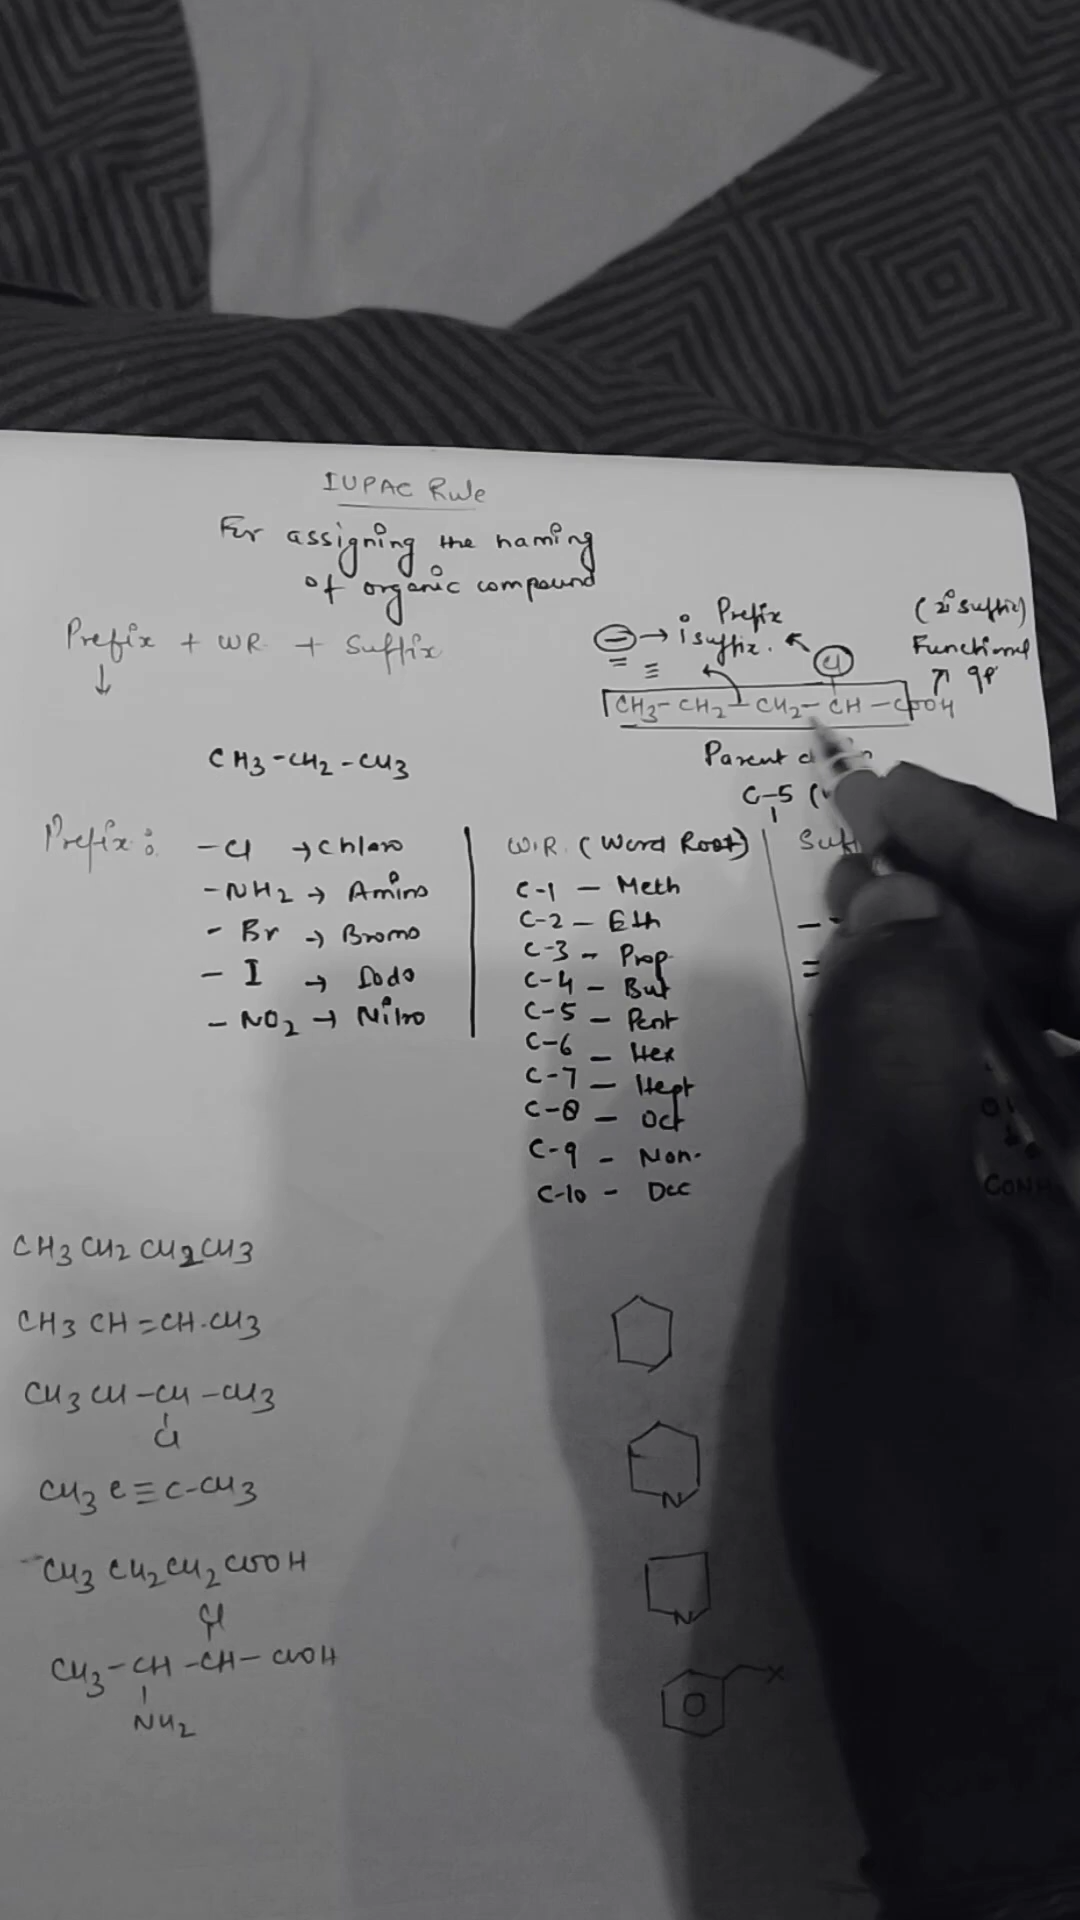 IUPAC Rule
For assigning the naming
of organic compound
Prefix + WR + Suffix
Prefix
(2° suffix)
→ 1° suffix.
Functional
gp
Cl
CH3-CH2-CH2-CH-COOH
Parent
C-5
CH3-CH2-CH3
Prefix:
-Cl → Chloro
-NH2 → Amino
- Br → Bromo
- I → Iodo
- NO2 → Nitro
W.R. (Word Root)
C-1 - Meth
C-2 - Eth
C-3 - Prop
C-4 - But
C-5 - Pent
C-6 - Hex
C-7 - Hept
C-8 - Oct
C-9 - Non.
C-10 - Dec
CH3 CH2 CH2 CH3
CH3 CH=CH.CH3
CH3 CH-CH-CH3
Cl
CH3 C≡C-CH3
CH3 CH2 CH2 COOH
Cl
CH3-CH-CH-COOH
NH2
N
N
X